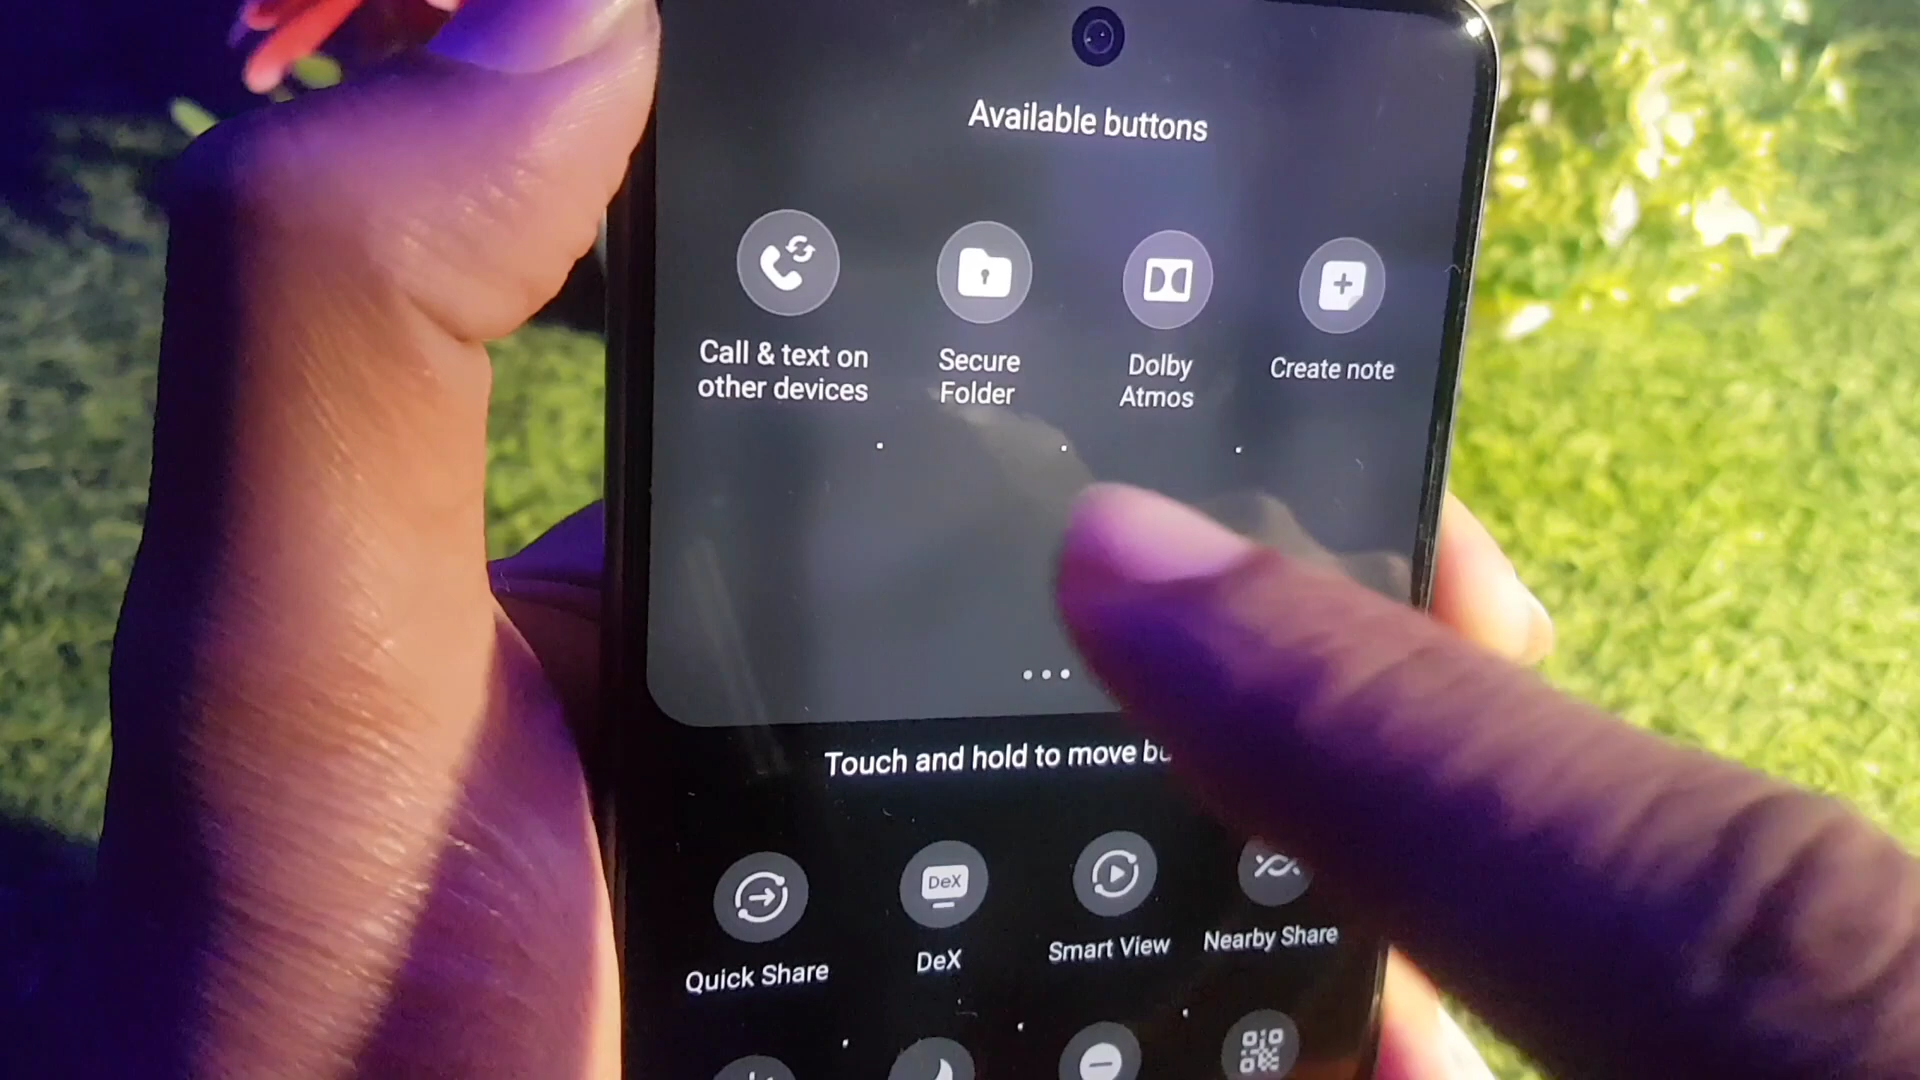 Available buttons
Call & text on
other devices
Secure
Folder
Dolby
Atmos
Create note
Touch and hold to move
DeX
Quick Share
DeX
Smart View
Nearby Share